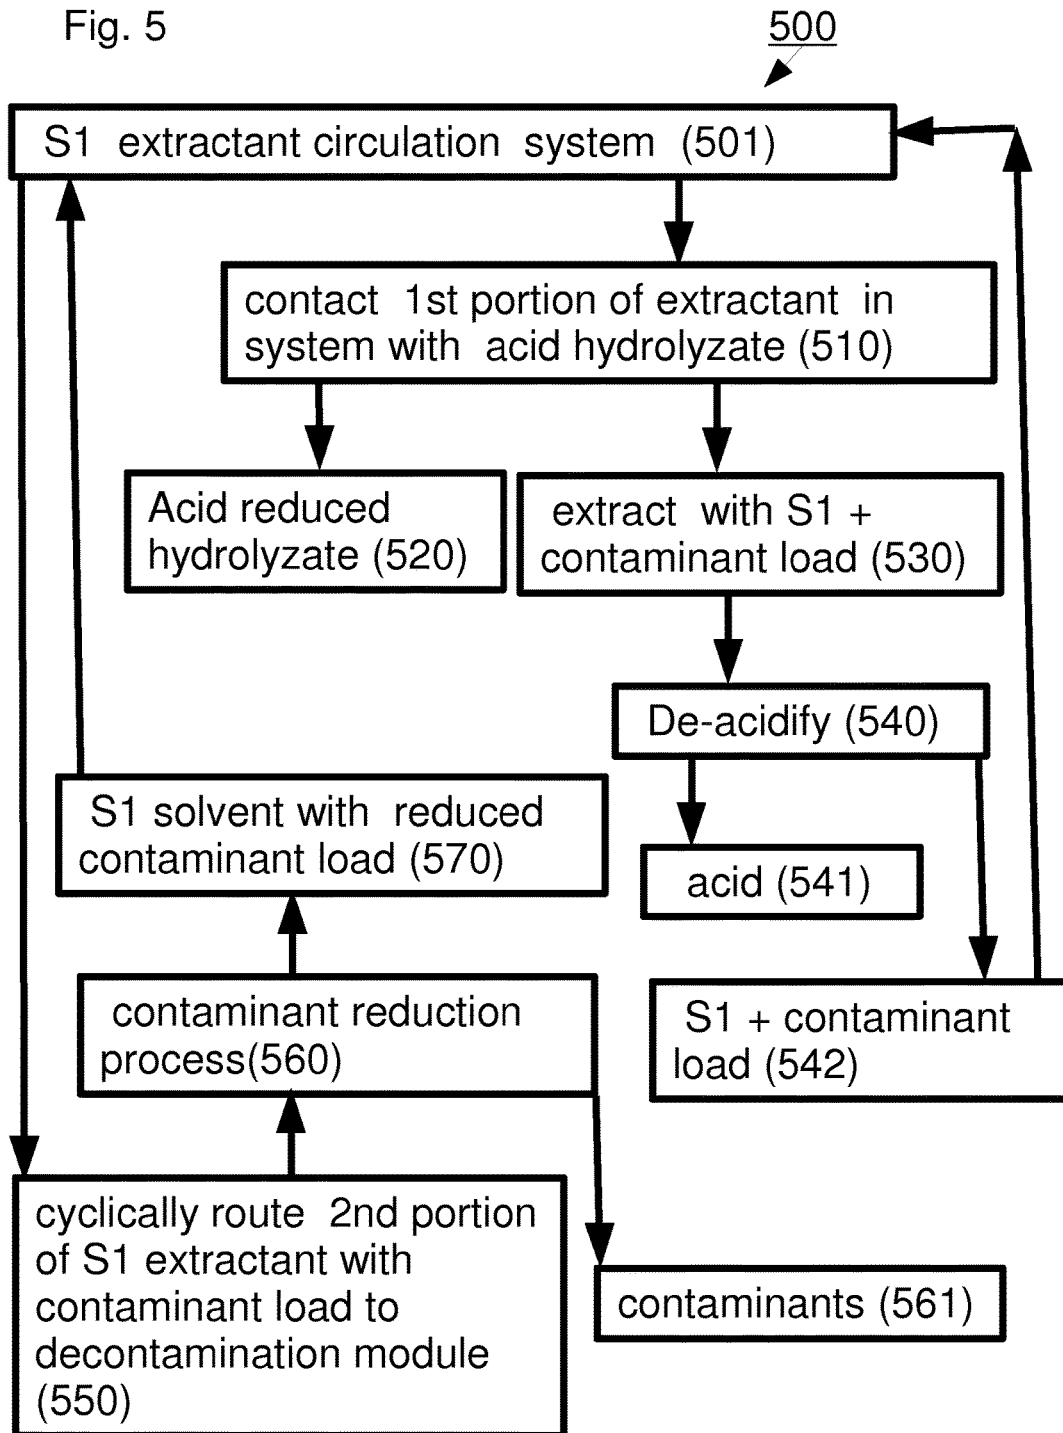 Fig. 5
500
S1 extractant circulation system (501)
contact 1st portion of extractant in
system with acid hydrolyzate (510)
Acid reduced
hydrolyzate (520)
extract with S1 +
contaminant load (530)
De-acidify (540)
S1 solvent with reduced
contaminant load (570)
acid (541)
contaminant reduction
process(560)
S1 + contaminant
load (542)
cyclically route 2nd portion
of S1 extractant with
contaminant load to
decontamination module
(550)
contaminants (561)